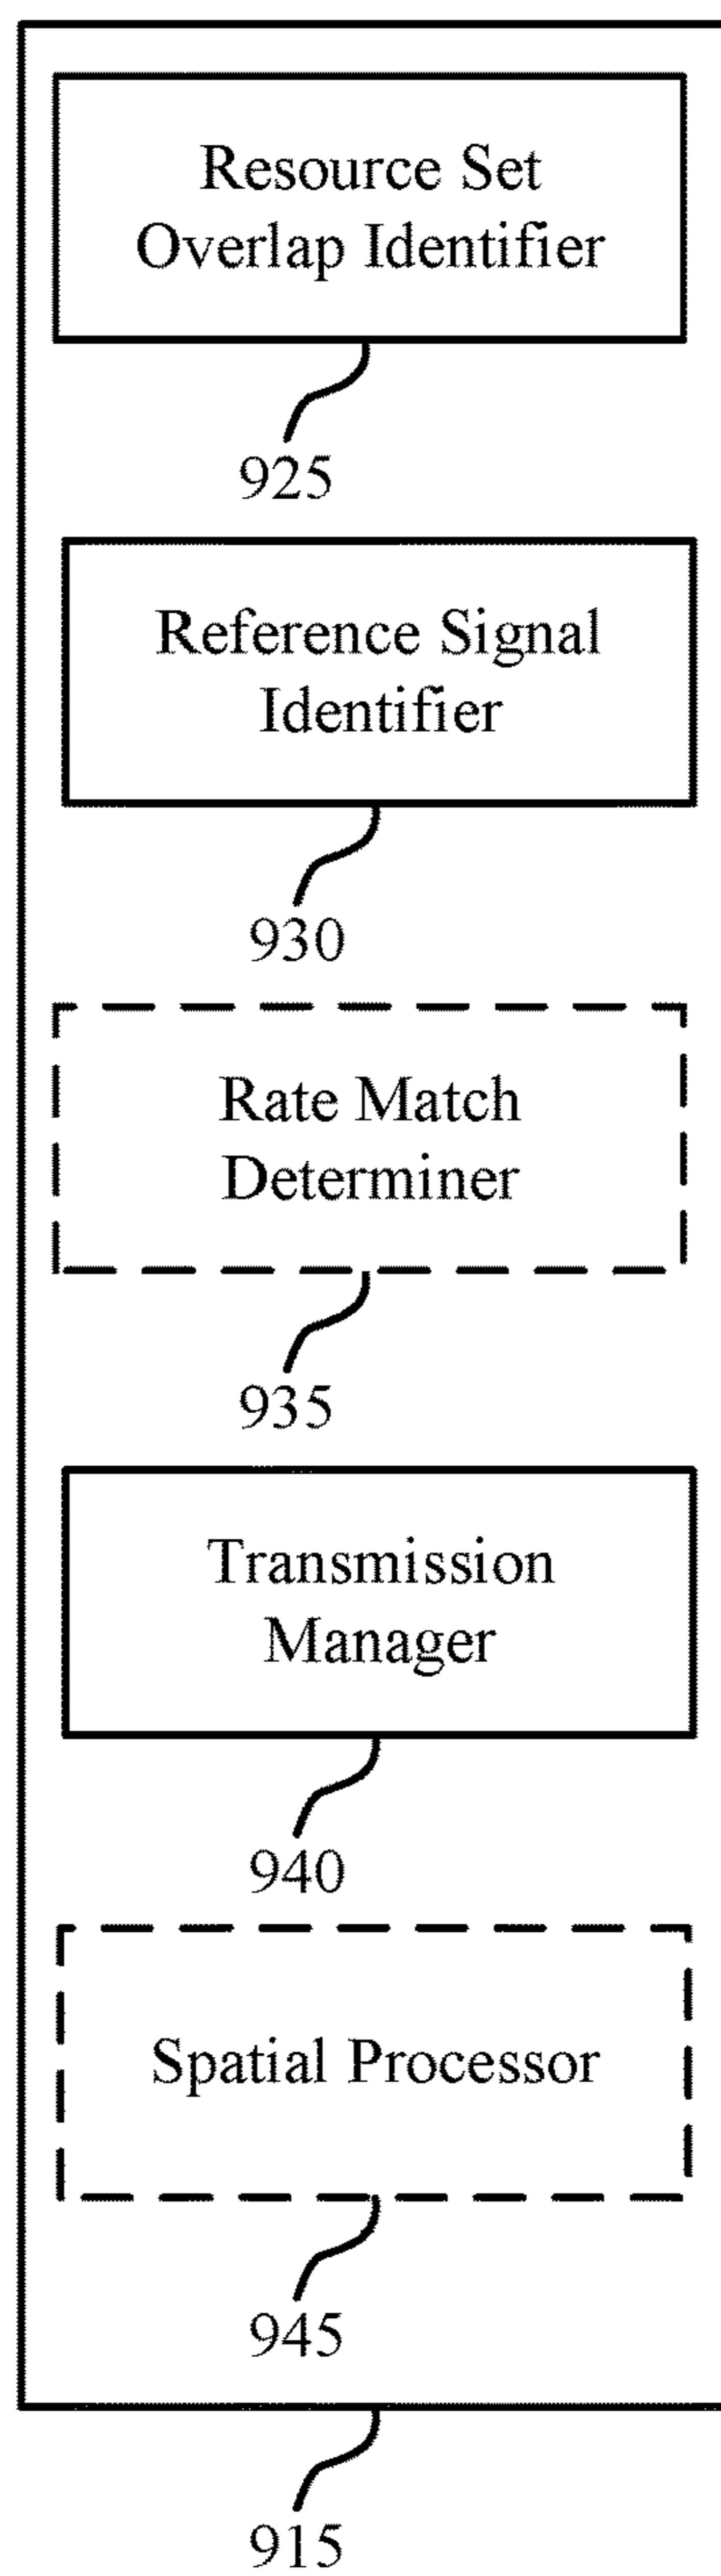 Resource Set
Overlap Identifier
925
Reference Signal
Identifier
930
Rate Match
Determiner
935
Transmission
Manager
940
Spatial Processor
945
915